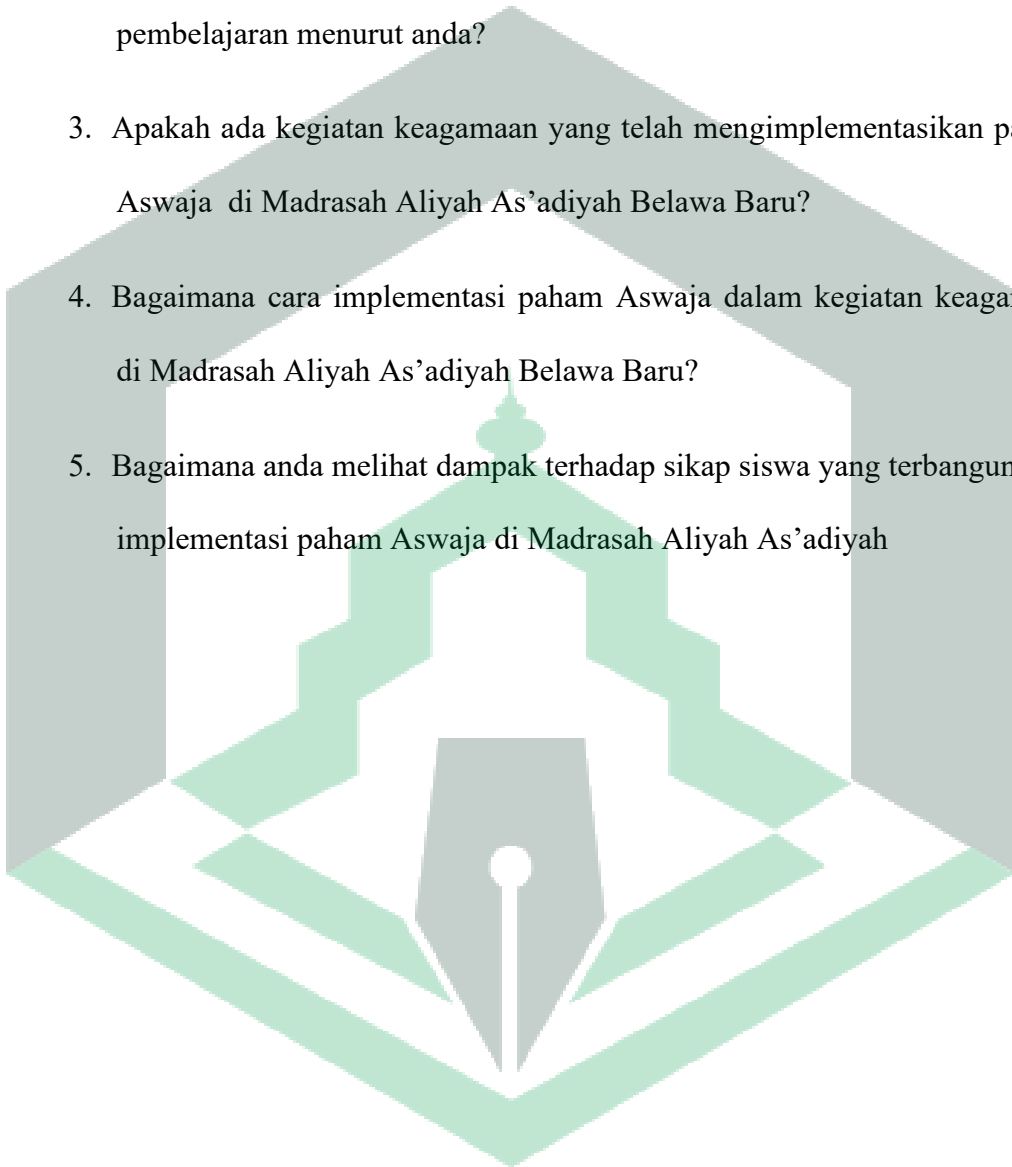 pembelajaran menurut anda?
3. Apakah ada kegiatan keagamaan yang telah mengimplementasikan
Aswaja di Madrasah Aliyah As’adiyah Belawa Baru?
4. Bagaimana cara implementasi paham Aswaja dalam kegiatan
di Madrasah Aliyah As’adiyah Belawa Baru?
5. Bagaimana anda melihat dampak terhadap sikap siswa yang terbangun
implementasi paham Aswaja di Madrasah Aliyah As’adiyah